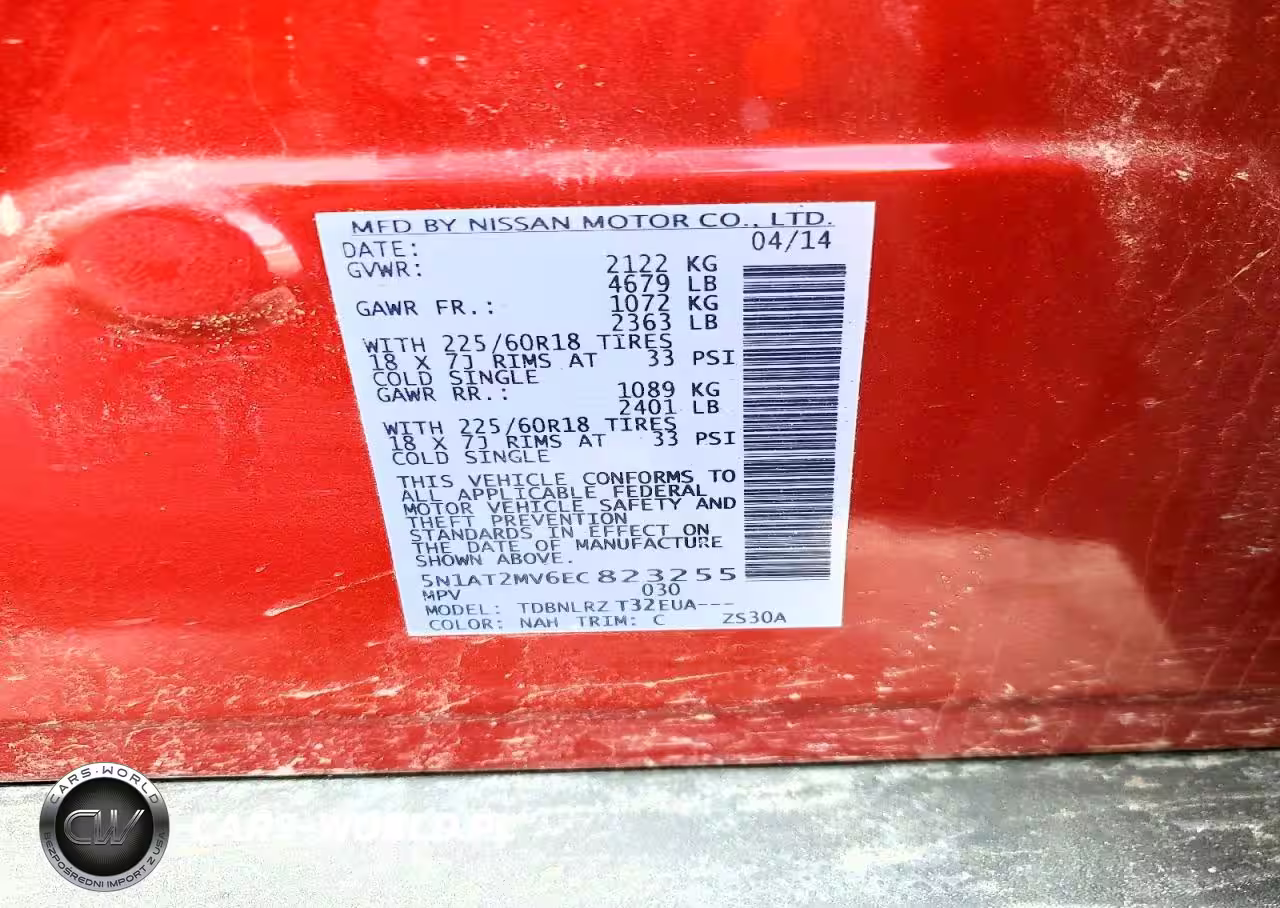 MFD BY NISSAN MOTOR CO., LTD.
DATE: 04/14
GVWR: 2122 KG
4679 LB
GAWR FR.: 1072 KG
2363 LB
WITH 225/60R18 TIRES
18 X 7J RIMS AT 33 PSI
COLD SINGLE
GAWR RR.: 1089 KG
2401 LB
WITH 225/60R18 TIRES
18 X 7J RIMS AT 33 PSI
COLD SINGLE
THIS VEHICLE CONFORMS TO
ALL APPLICABLE FEDERAL
MOTOR VEHICLE SAFETY AND
THEFT PREVENTION
STANDARDS IN EFFECT ON
THE DATE OF MANUFACTURE
SHOWN ABOVE.
5N1AT2MV6EC823255
MPV 030
MODEL: TDBNLRZ T32EUA---
COLOR: NAH TRIM: C ZS30A
CARS-WORLD
CW
BEZPOŚREDNI IMPORT Z USA